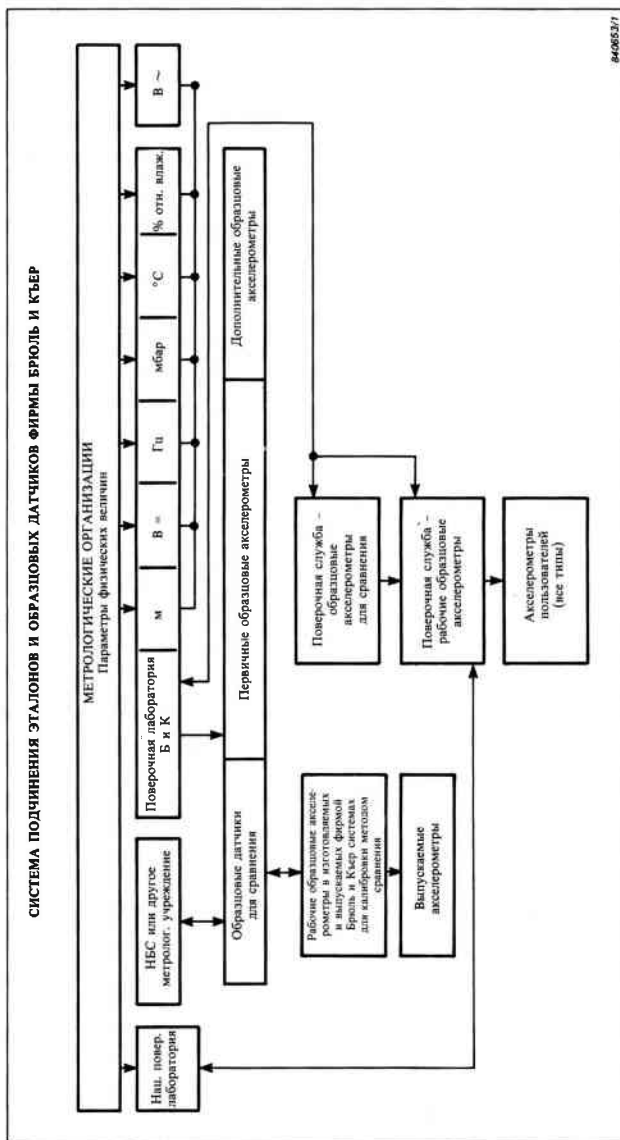 СИСТЕМА ПОДЧИНЕНИЯ ЭТАЛОНОВ И ОБРАЗЦОВЫХ ДАТЧИКОВ ФИРМЫ БРЮЛЬ И КЪЕР
МЕТРОЛОГИЧЕСКИЕ ОРГАНИЗАЦИИ
Параметры физических величин
Нац. повер.
лаборатория
НБС или другое
метролог. учреждение
Поверочная лаборатория
Б и К
м
В =
Гц
мбар
°С
% отн. влаж.
В ~
Образцовые датчики
для сравнения
Первичные образцовые акселерометры
Дополнительные образцовые
акселерометры
Рабочие образцовые акселе-
рометры в изготовляемых
и выпускаемых фирмой
Брюль и Къер системах
для калибровки методом
сравнения
Выпускаемые
акселерометры
Поверочная служба –
образцовые
акселерометры
для сравнения
Поверочная служба –
рабочие образцовые
акселерометры
Акселерометры
пользователей
(все типы)
840653/1